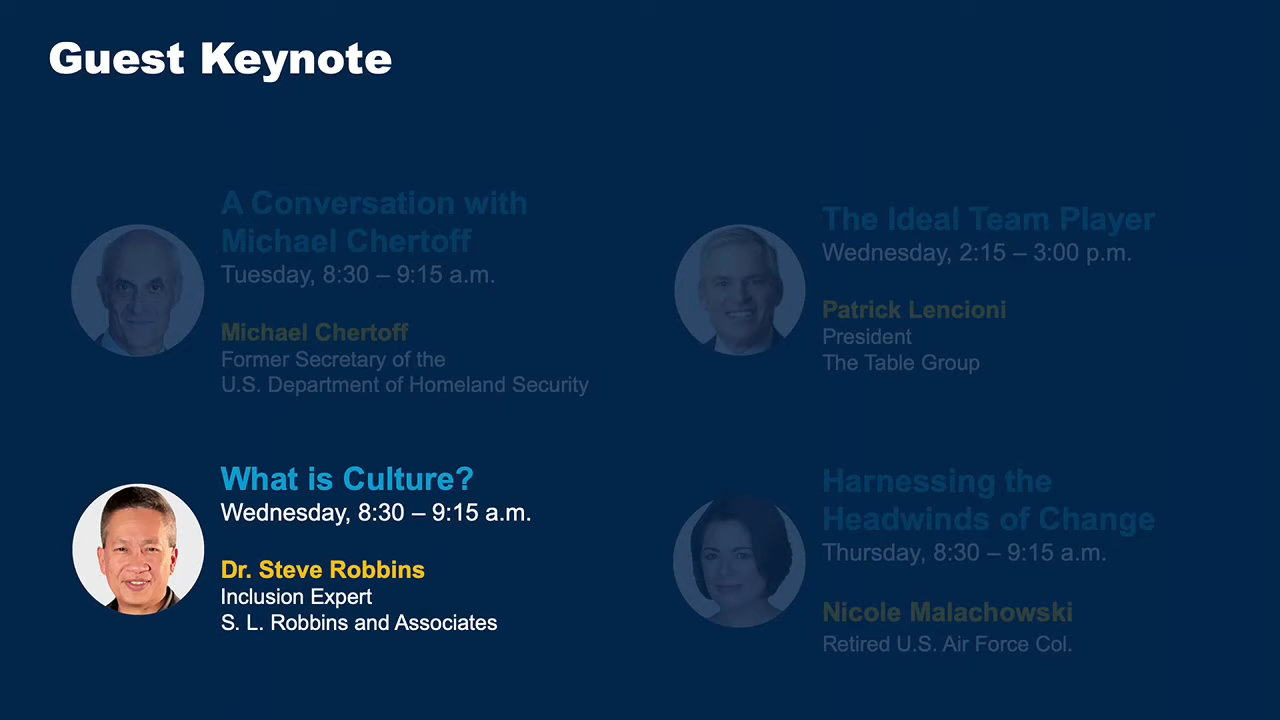 Guest Keynote
A Conversation with
Michael Chertoff
Tuesday, 8:30 – 9:15 a.m.
Michael Chertoff
Former Secretary of the
U.S. Department of Homeland Security
The Ideal Team Player
Wednesday, 2:15 – 3:00 p.m.
Patrick Lencioni
President
The Table Group
What is Culture?
Wednesday, 8:30 – 9:15 a.m.
Dr. Steve Robbins
Inclusion Expert
S. L. Robbins and Associates
Harnessing the
Headwinds of Change
Thursday, 8:30 – 9:15 a.m.
Nicole Malachowski
Retired U.S. Air Force Col.